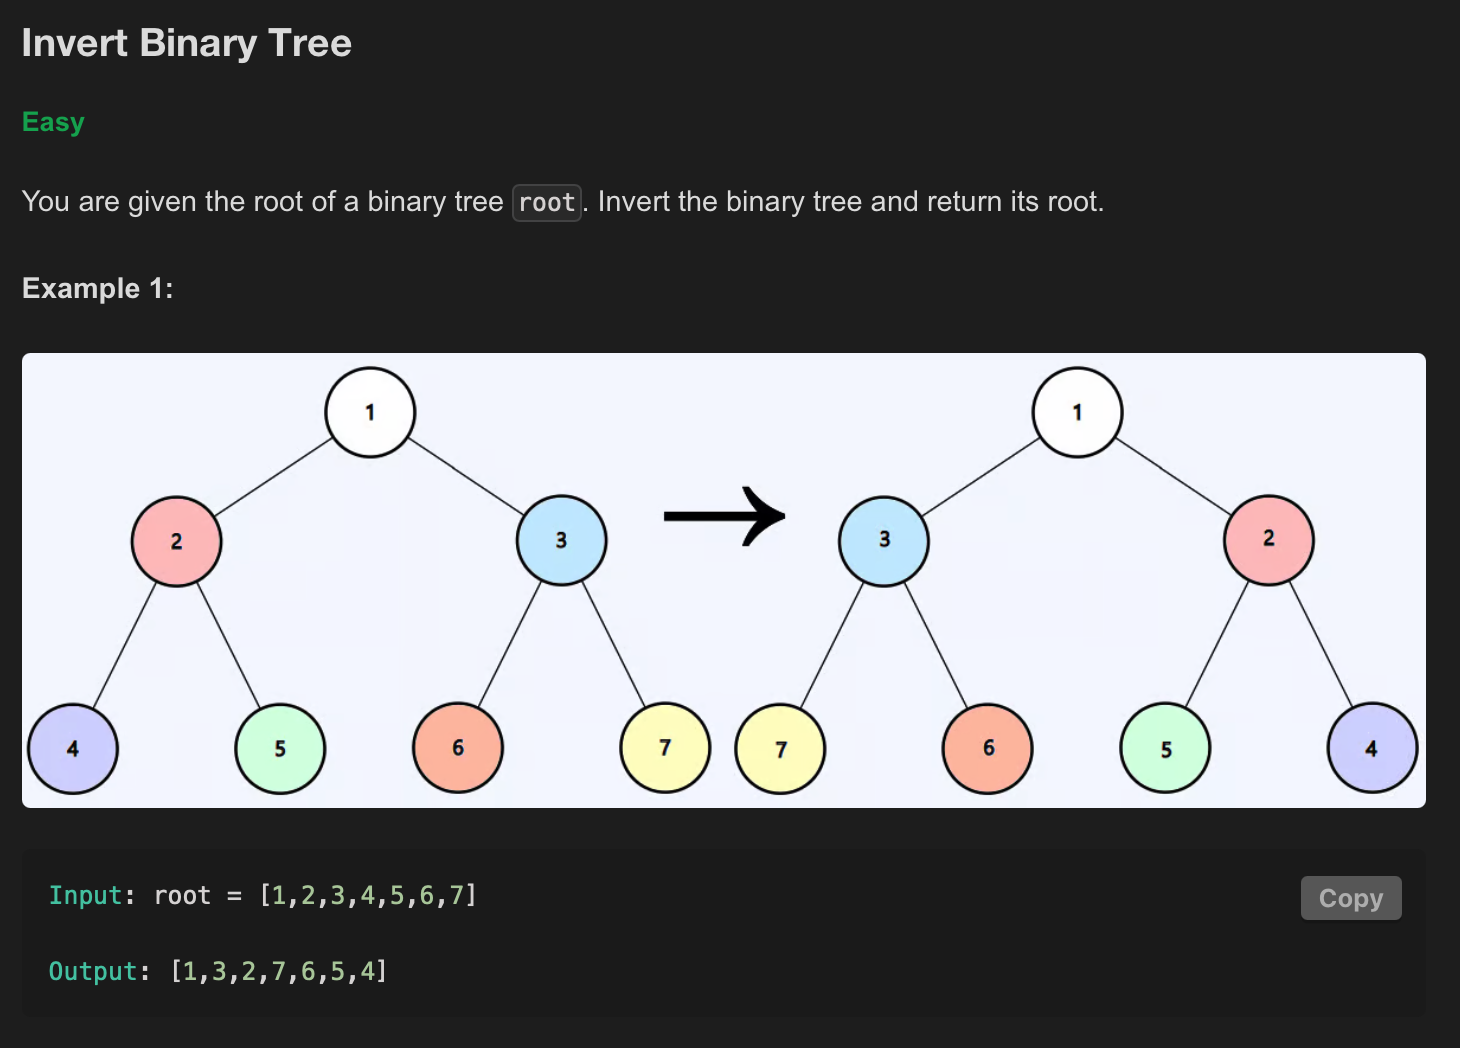 Invert Binary Tree
Easy
You are given the root of a binary tree root. Invert the binary tree and return its root.
Example 1:
1
1
2
3
3
2
4
5
6
7
7
6
5
4
Input: root = [1,2,3,4,5,6,7]
Copy
Output: [1,3,2,7,6,5,4]